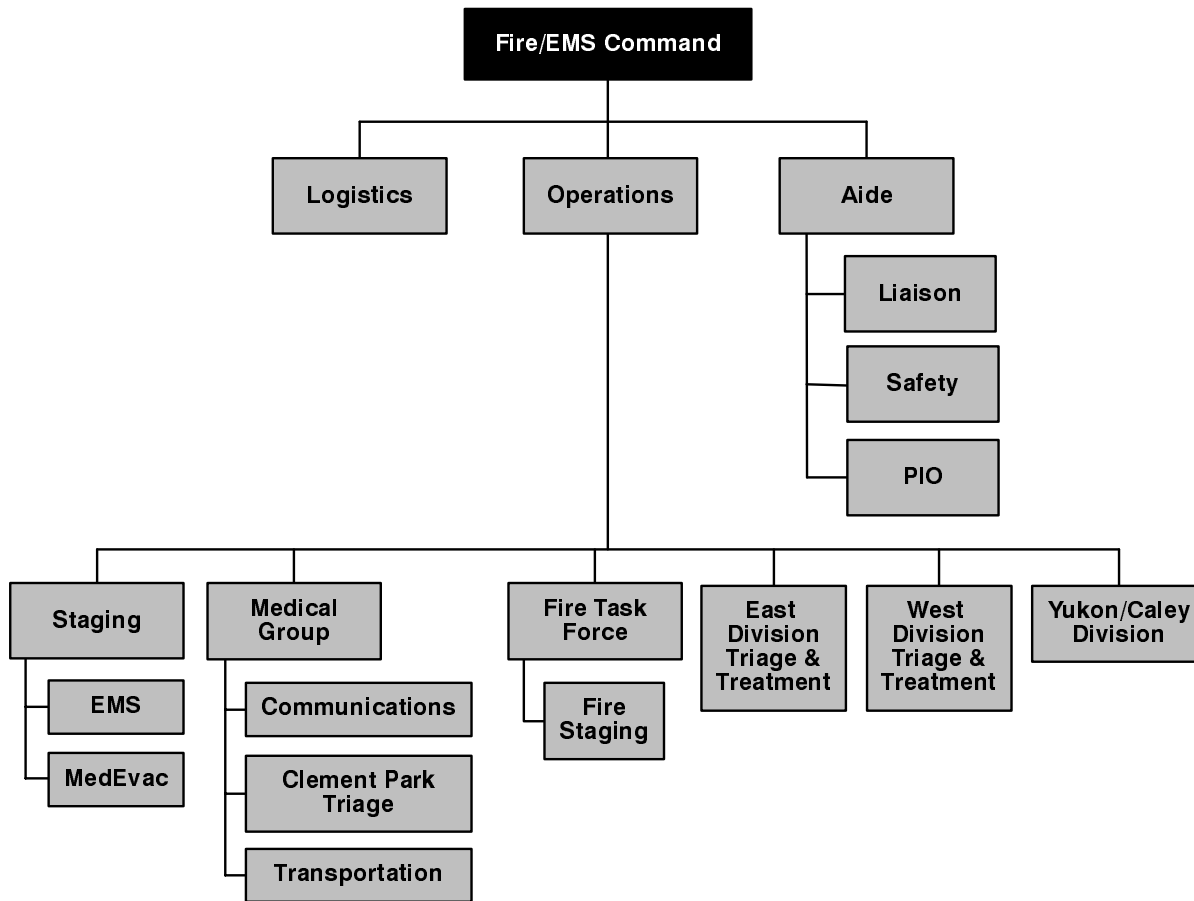 Fire/EMS Command
Logistics
Operations
Aide
Liaison
Safety
PIO
Staging
EMS
MedEvac
Medical
Group
Communications
Clement Park
Triage
Transportation
Fire Task
Force
Fire
Staging
East
Division
Triage &
Treatment
West
Division
Triage &
Treatment
Yukon/Caley
Division